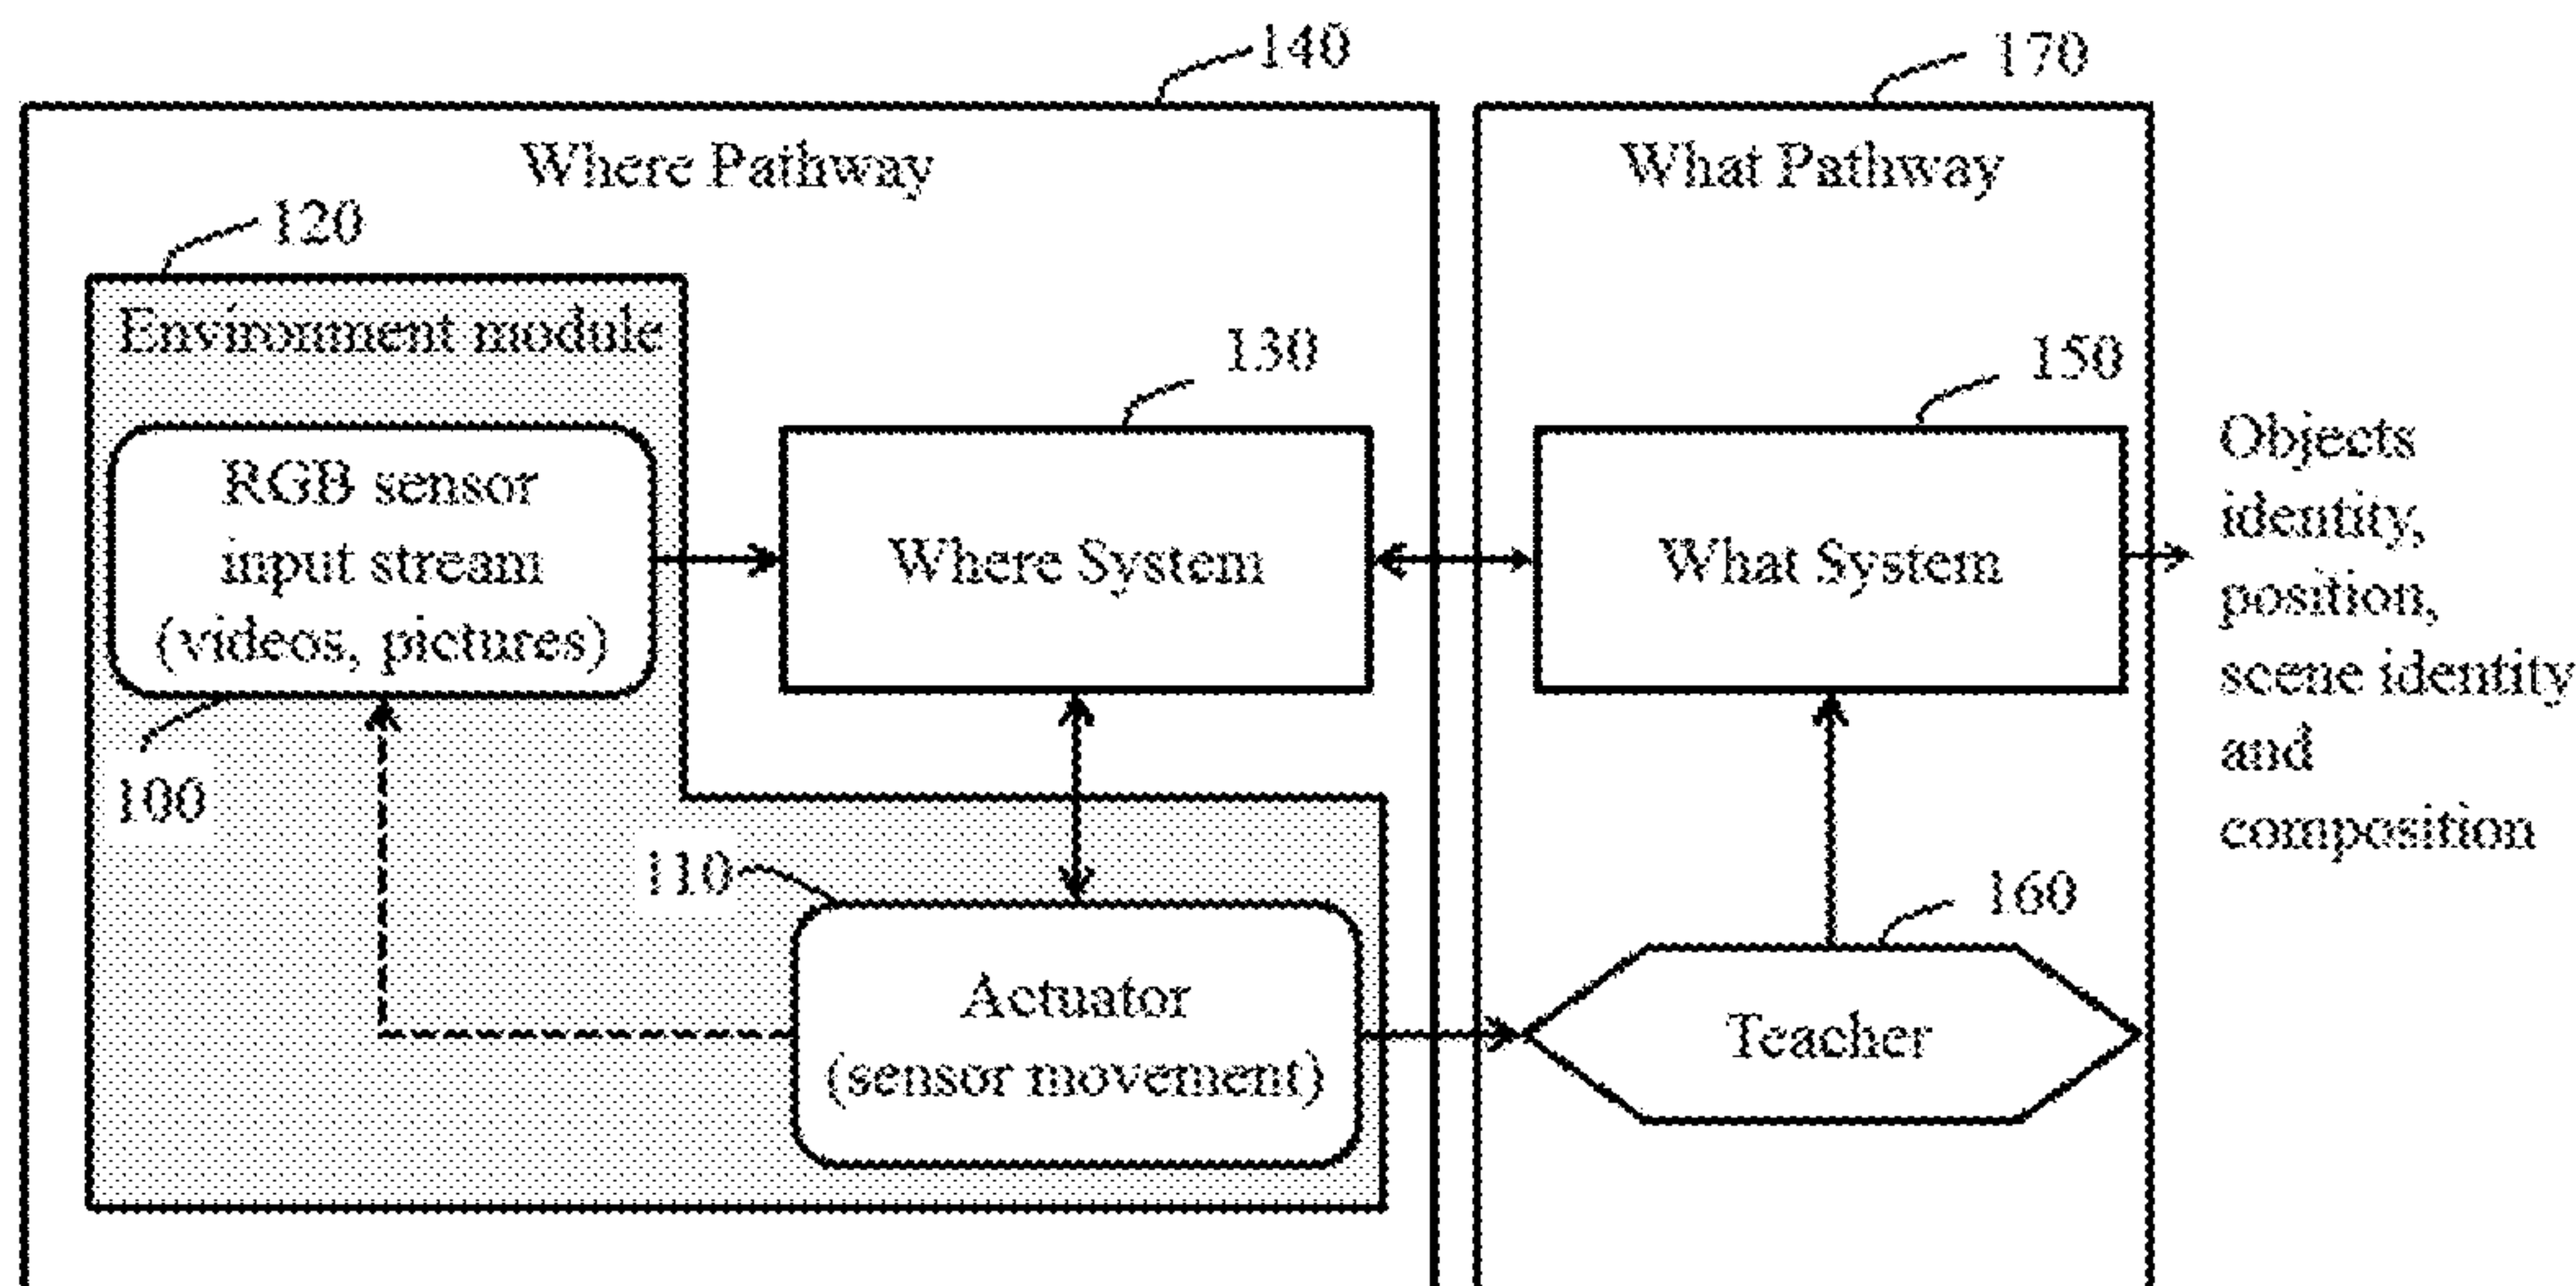 140
170
Where Pathway
What Pathway
120
Environment module
130
150
RGB sensor
input stream
(videos, pictures)
Where System
What System
Objects
identity,
position,
scene identity
and
composition
100
110
160
Actuator
(sensor movement)
Teacher